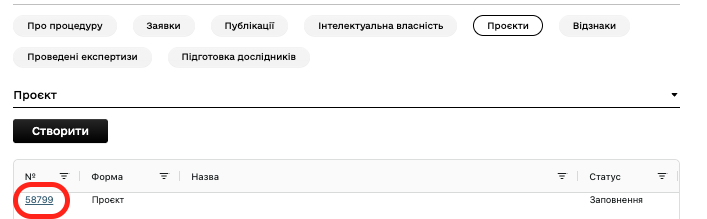 Про процедуру Заявки Публікації Інтелектуальна власність Проєкти Відзнаки
Проведені експертизи Підготовка дослідників
Проєкт
Створити
№ Форма Назва Статус
58799 Проєкт Заповнення